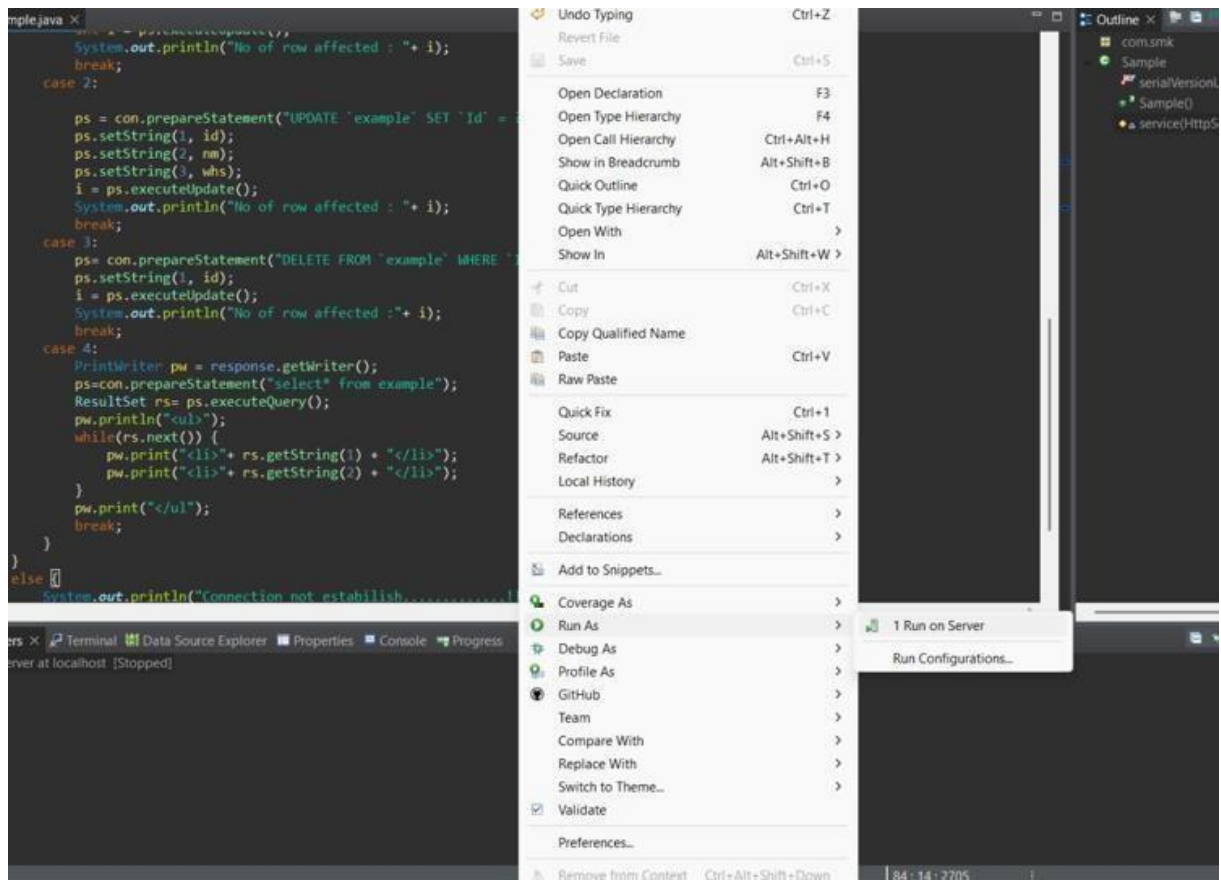 mple.java
System.out.println("No of row affected : "+ i);
break;
case 2:
ps = con.prepareStatement("UPDATE `example` SET `Id` =
ps.setString(1, id);
ps.setString(2, nm);
ps.setString(3, whs);
i = ps.executeUpdate();
System.out.println("No of row affected : "+ i);
break;
case 3:
ps= con.prepareStatement("DELETE FROM `example` WHERE `
ps.setString(1, id);
i = ps.executeUpdate();
System.out.println("No of row affected :"+ i);
break;
case 4:
PrintWriter pw = response.getWriter();
ps=con.prepareStatement("select* from example");
ResultSet rs= ps.executeQuery();
pw.println("<ul>");
while(rs.next()) {
pw.print("<li>"+ rs.getString(1) + "</li>");
pw.print("<li>"+ rs.getString(2) + "</li>");
}
pw.print("</ul");
break;
}
}
else {
System.out.println("Connection not estabilish.............!
ers Terminal Data Source Explorer Properties Console Progress
erver at localhost [Stopped]
Undo Typing Ctrl+Z
Revert File
Save Ctrl+S
Open Declaration F3
Open Type Hierarchy F4
Open Call Hierarchy Ctrl+Alt+H
Show in Breadcrumb Alt+Shift+B
Quick Outline Ctrl+O
Quick Type Hierarchy Ctrl+T
Open With >
Show In Alt+Shift+W >
Cut Ctrl+X
Copy Ctrl+C
Copy Qualified Name
Paste Ctrl+V
Raw Paste
Quick Fix Ctrl+1
Source Alt+Shift+S >
Refactor Alt+Shift+T >
Local History >
References >
Declarations >
Add to Snippets...
Coverage As >
Run As >
Debug As >
Profile As >
GitHub >
Team >
Compare With >
Replace With >
Switch to Theme... >
Validate
Preferences...
Remove from Context Ctrl+Alt+Shift+Down
1 Run on Server
Run Configurations...
Outline
com.smk
Sample
serialVersionU
Sample()
service(HttpS
84 : 14 : 2705